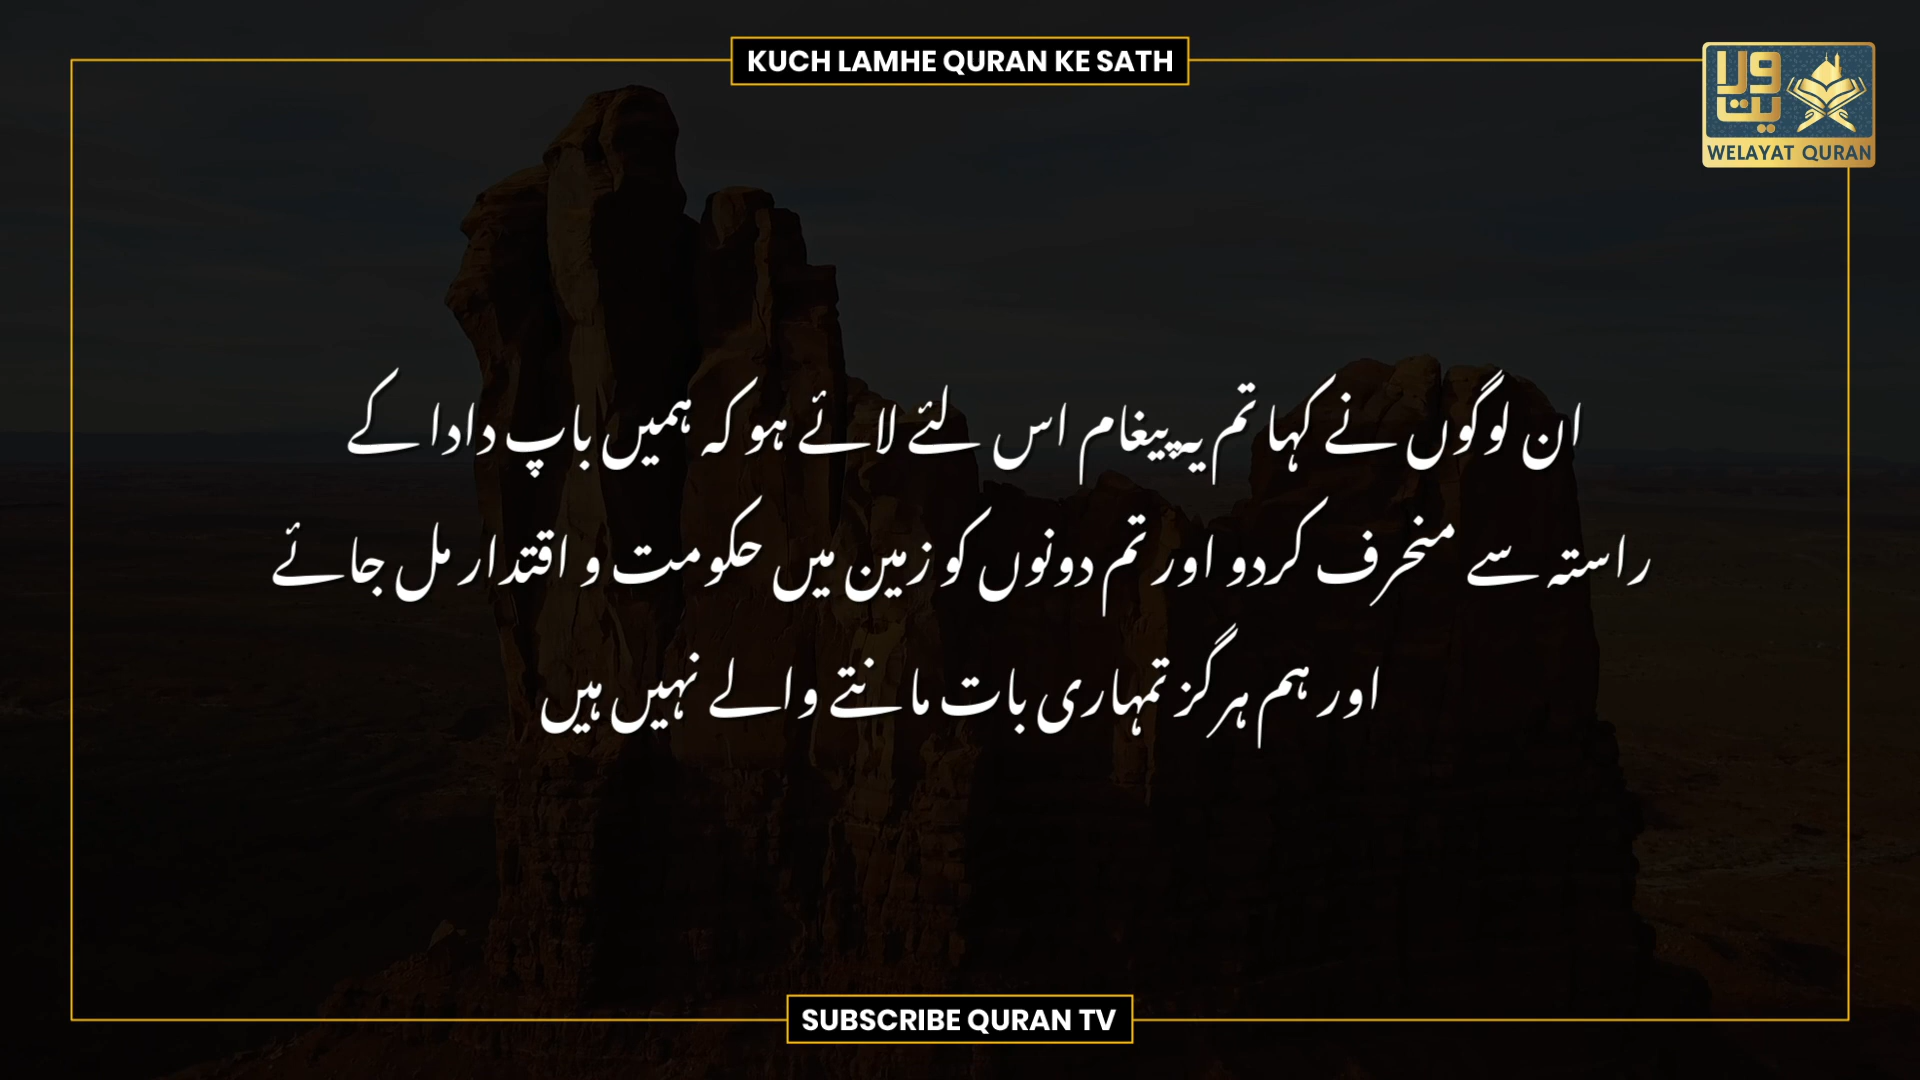 KUCH LAMHE QURAN KE SATH
ولایت
WELAYAT QURAN
ان لوگوں نے کہا تم یہ پیغام اس لئے لائے ہو کہ ہمیں باپ دادا کے
راستہ سے منحرف کردو اور تم دونوں کو زمین میں حکومت و اقتدار مل جائے
اور ہم ہرگز تمہاری بات ماننے والے نہیں ہیں
SUBSCRIBE QURAN TV